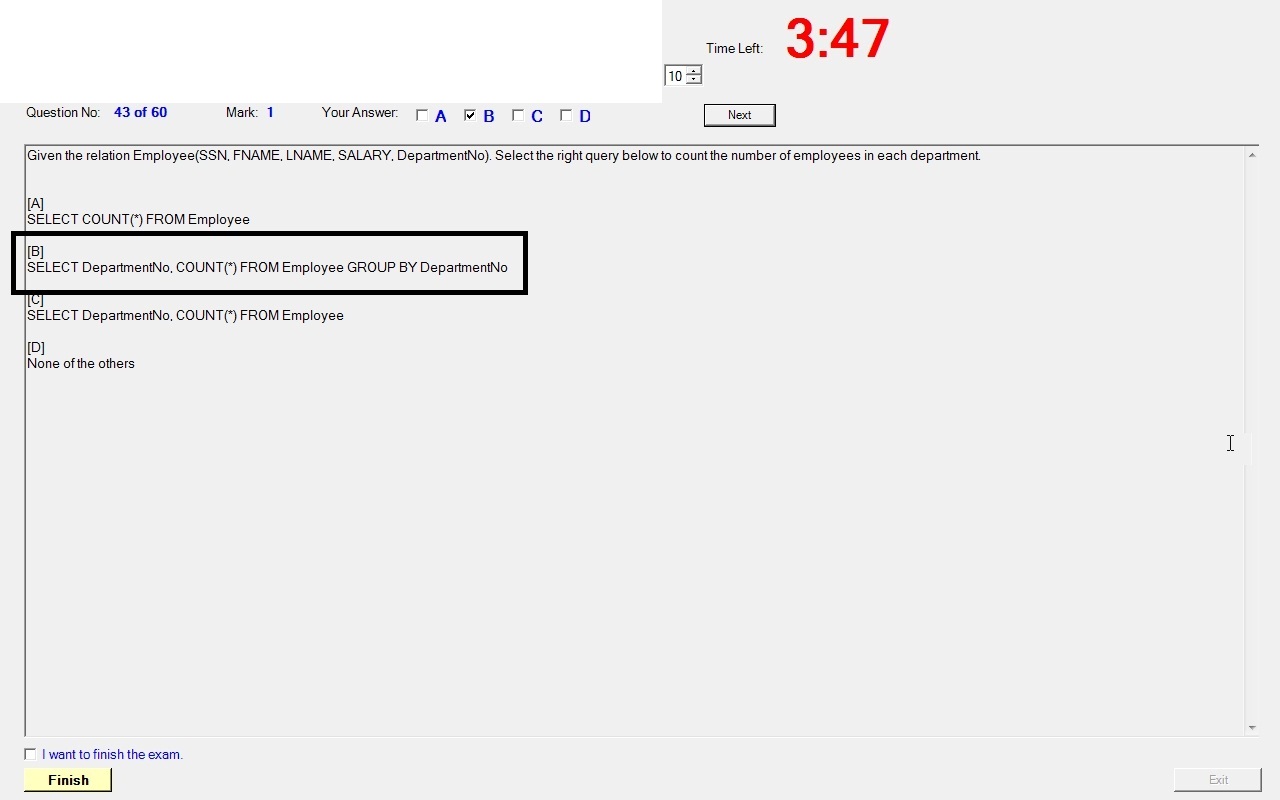 Time Left: 3:47
10
Question No: 43 of 60 Mark: 1 Your Answer: A B C D Next
Given the relation Employee(SSN, FNAME, LNAME, SALARY, DepartmentNo). Select the right query below to count the number of employees in each department.
[A]
SELECT COUNT(*) FROM Employee
[B]
SELECT DepartmentNo, COUNT(*) FROM Employee GROUP BY DepartmentNo
[C]
SELECT DepartmentNo, COUNT(*) FROM Employee
[D]
None of the others
I want to finish the exam.
Finish Exit